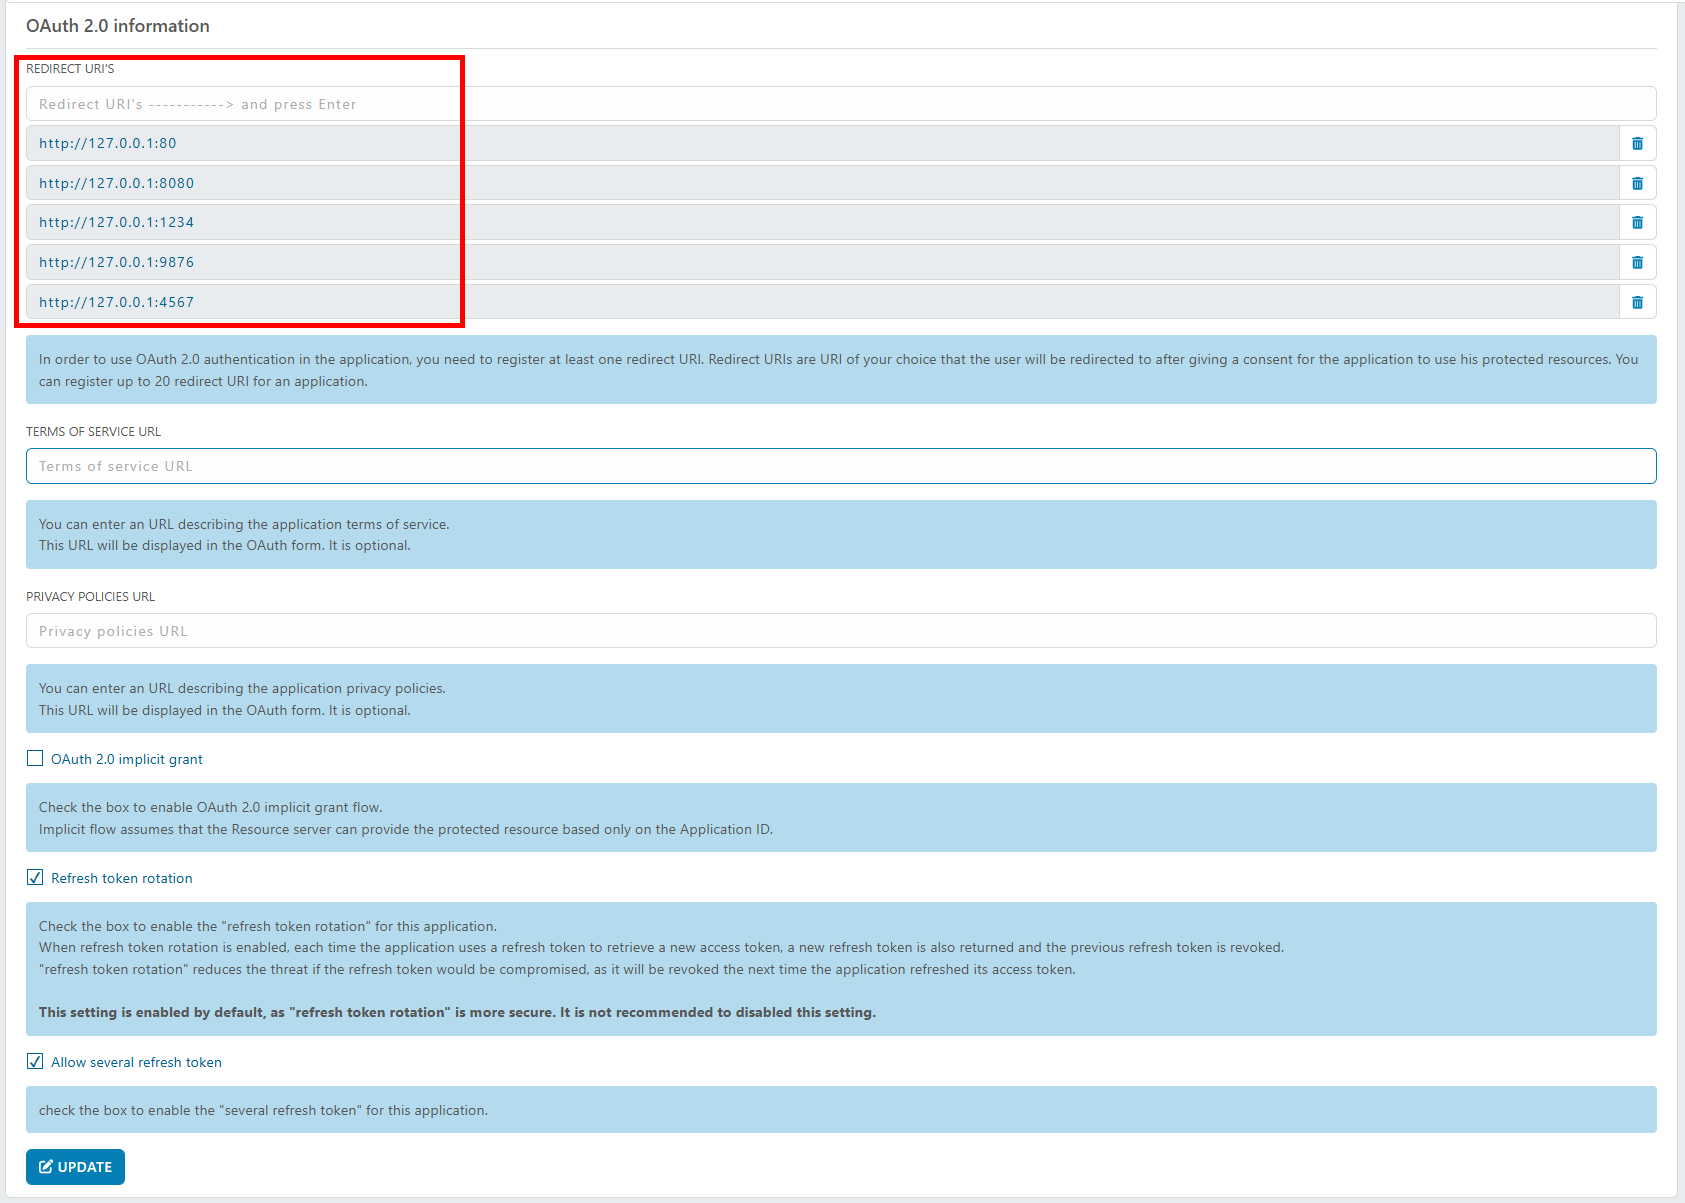 OAuth 2.0 information
REDIRECT URI'S
Redirect URI's -----------> and press Enter
http://127.0.0.1:80
http://127.0.0.1:8080
http://127.0.0.1:1234
http://127.0.0.1:9876
http://127.0.0.1:4567
In order to use OAuth 2.0 authentication in the application, you need to register at least one redirect URI. Redirect URIs are URI of your choice that the user will be redirected to after giving a consent for the application to use his protected resources. You
can register up to 20 redirect URI for an application.
TERMS OF SERVICE URL
Terms of service URL
You can enter an URL describing the application terms of service.
This URL will be displayed in the OAuth form. It is optional.
PRIVACY POLICIES URL
Privacy policies URL
You can enter an URL describing the application privacy policies.
This URL will be displayed in the OAuth form. It is optional.
OAuth 2.0 implicit grant
Check the box to enable OAuth 2.0 implicit grant flow.
Implicit flow assumes that the Resource server can provide the protected resource based only on the Application ID.
Refresh token rotation
Check the box to enable the "refresh token rotation" for this application.
When refresh token rotation is enabled, each time the application uses a refresh token to retrieve a new access token, a new refresh token is also returned and the previous refresh token is revoked.
"refresh token rotation" reduces the threat if the refresh token would be compromised, as it will be revoked the next time the application refreshed its access token.
This setting is enabled by default, as "refresh token rotation" is more secure. It is not recommended to disabled this setting.
Allow several refresh token
check the box to enable the "several refresh token" for this application.
UPDATE